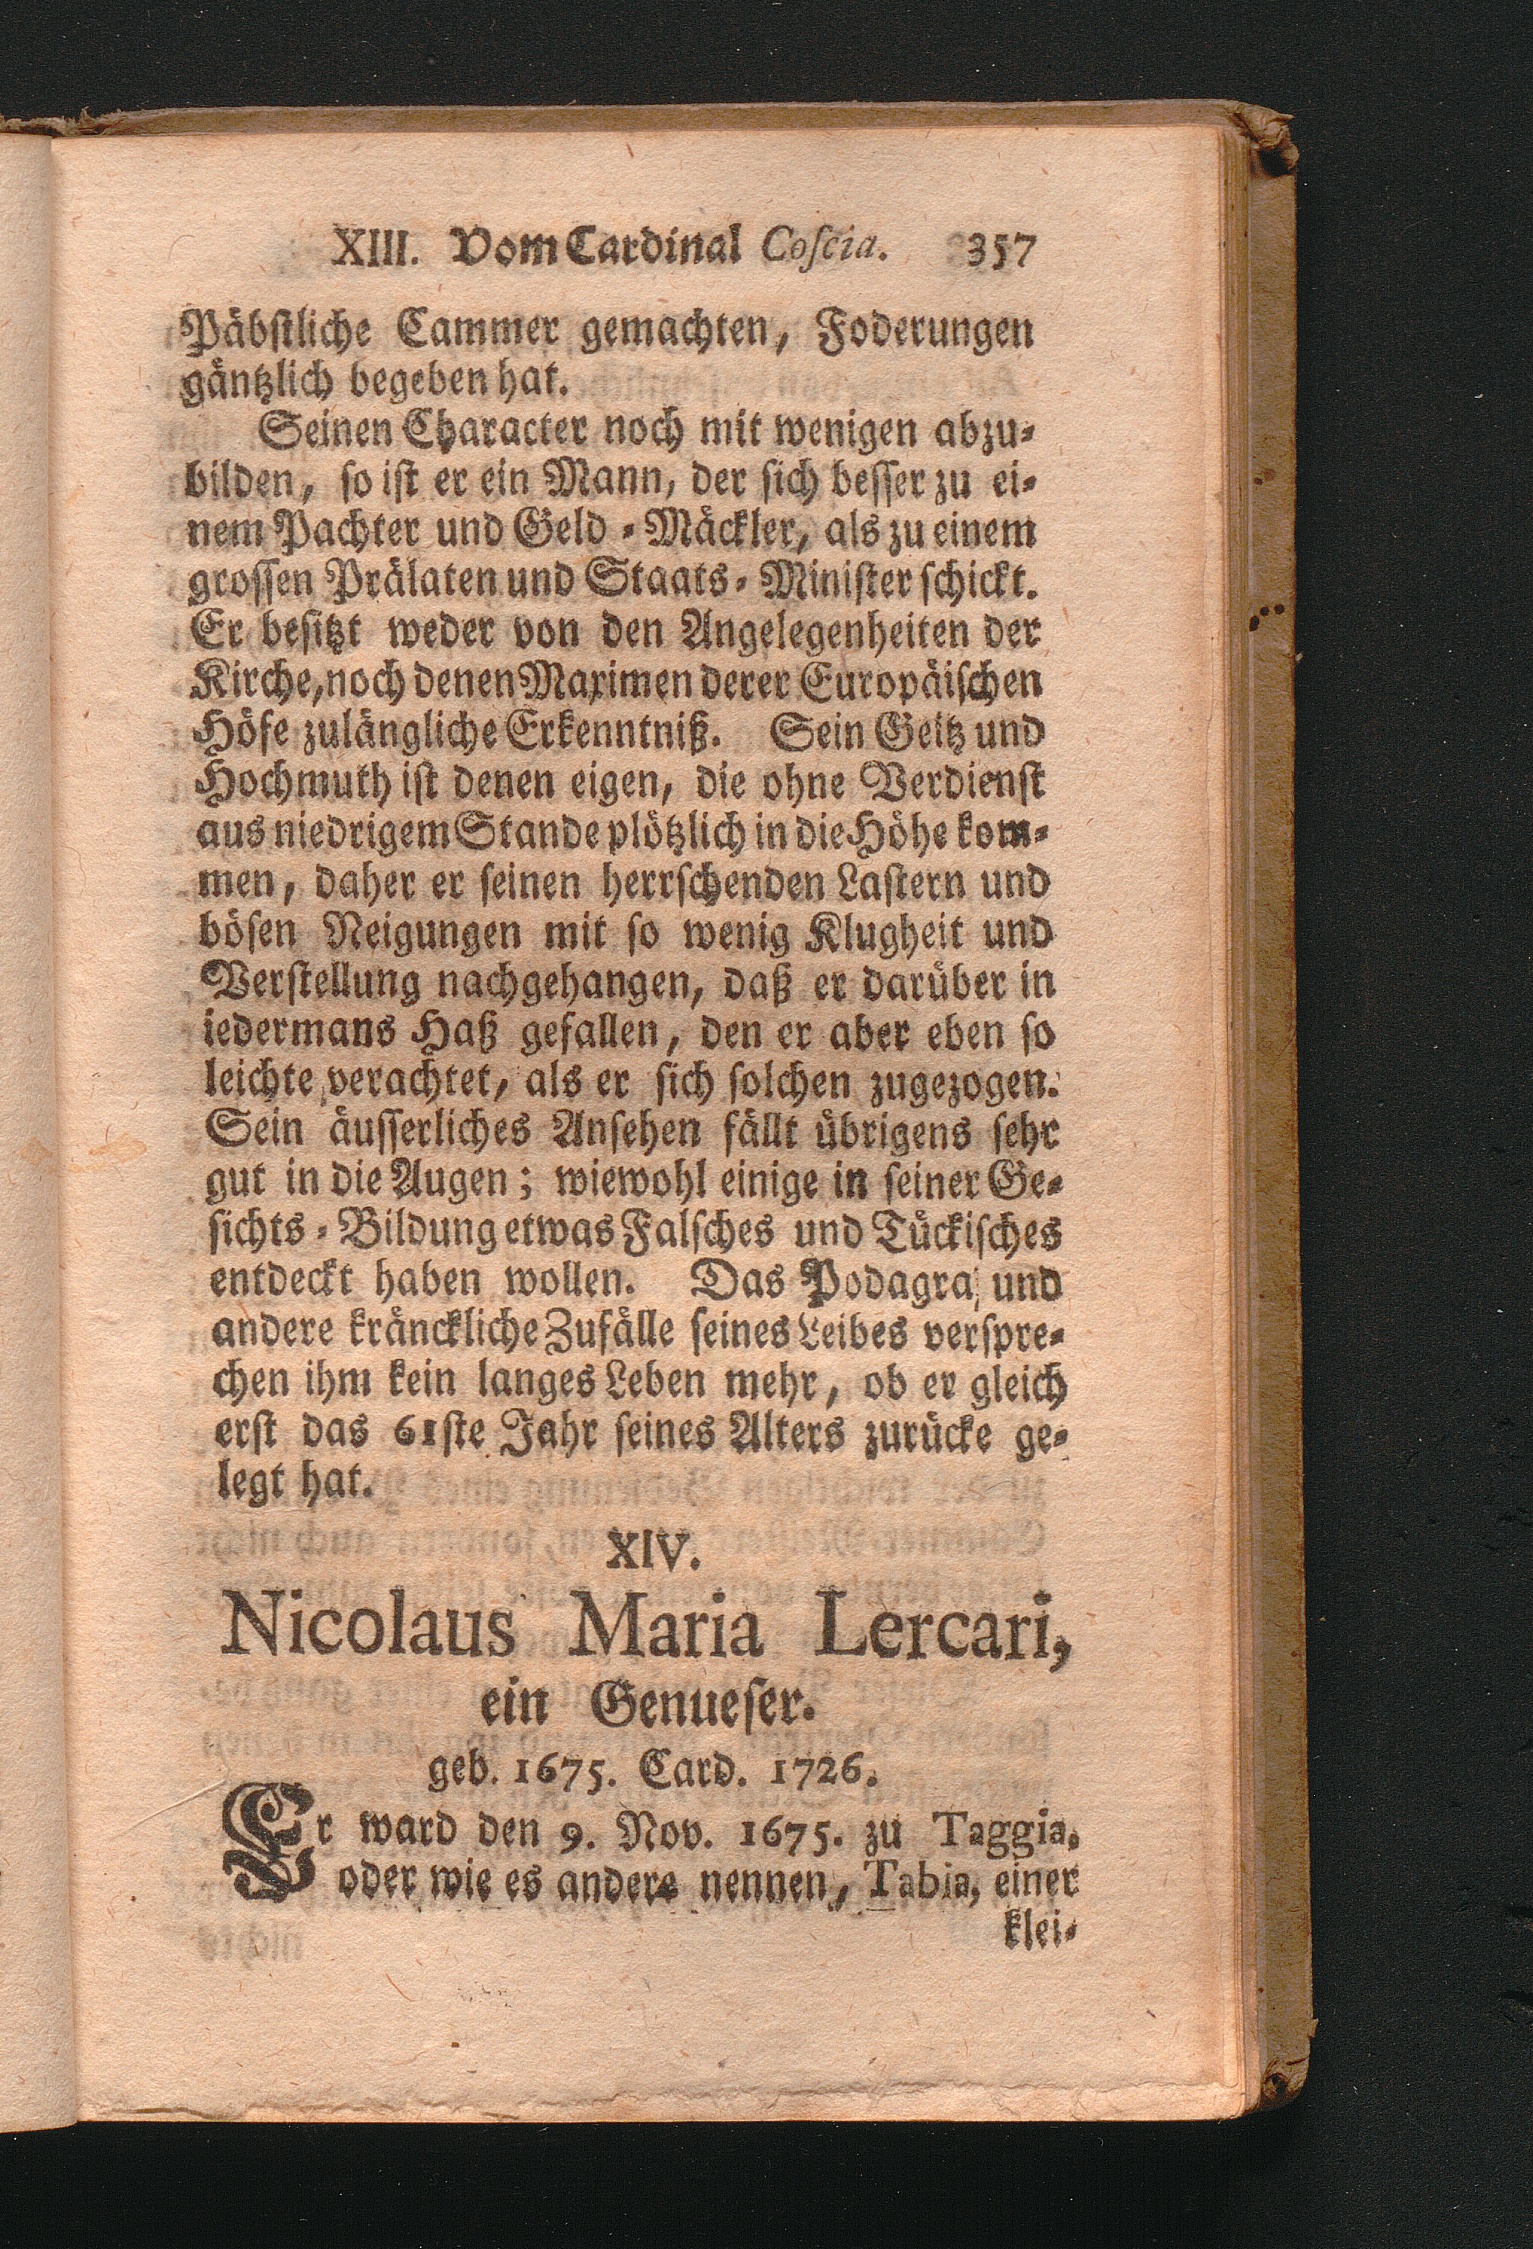 XIII. Vom Cardinal Coſcia. 357
Päbſtliche Cammer gemachten, Foderungen
gäntzlich begeben hat.
Seinen Character noch mit wenigen abzu-
bilden, ſo iſt er ein Mann, der ſich beſſer zu ei-
nem Pachter und Geld-Mäckler, als zu einem
groſſen Prälaten und Staats-Miniſter ſchickt.
Er beſitzt weder von den Angelegenheiten der
Kirche, noch denen Maximen derer Europäiſchen
Höfe zulängliche Erkenntniß. Sein Geitz und
Hochmuth iſt denen eigen, die ohne Verdienſt
aus niedrigem Stande plötzlich in die Höhe kom-
men, daher er ſeinen herrſchenden Laſtern und
böſen Neigungen mit ſo wenig Klugheit und
Verſtellung nachgehangen, daß er darüber in
iedermans Haß gefallen, den er aber eben ſo
leichte verachtet, als er ſich ſolchen zugezogen.
Sein äuſſerliches Anſehen fällt übrigens ſehr
gut in die Augen; wiewohl einige in ſeiner Ge-
ſichts-Bildung etwas Falſches und Tückiſches
entdeckt haben wollen. Das Podagra, und
andere kränckliche Zufälle ſeines Leibes verſpre-
chen ihm kein langes Leben mehr, ob er gleich
erſt das 61ſte Jahr ſeines Alters zurücke ge-
legt hat.
XIV.
Nicolaus Maria Lercari,
ein Genueſer.
geb. 1675. Card. 1726.
Er ward den 9. Nov. 1675. zu Taggia,
oder wie es andere nennen, Tabia, einer
klei-